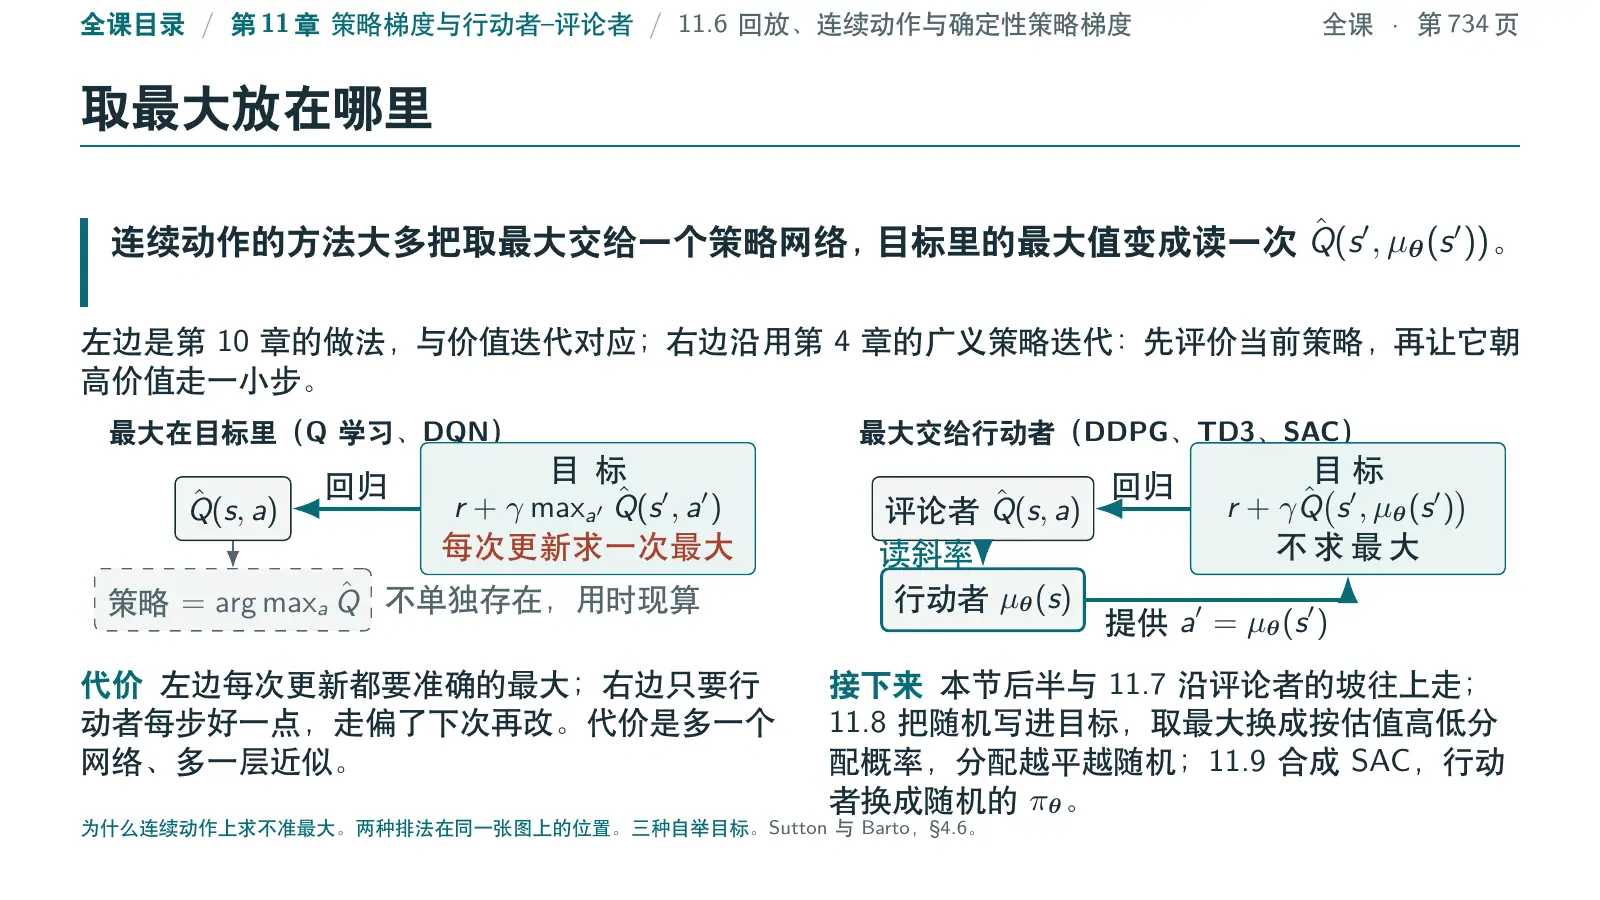 全课目录 / 第 11 章 策略梯度与行动者–评论者 / 11.6 回放、连续动作与确定性策略梯度
全课 · 第 734 页
取最大放在哪里
连续动作的方法大多把取最大交给一个策略网络，目标里的最大值变成读一次 Q̂(s′, μ_θ(s′))。
左边是第 10 章的做法，与价值迭代对应；右边沿用第 4 章的广义策略迭代：先评价当前策略，再让它朝
高价值走一小步。
最大在目标里（Q 学习、DQN）
目 标
回归
Q̂(s, a)
r + γ max_a′ Q̂(s′, a′)
每次更新求一次最大
策略 = arg max_a Q̂
不单独存在，用时现算
最大交给行动者（DDPG、TD3、SAC）
目 标
回归
评论者 Q̂(s, a)
r + γQ̂(s′, μ_θ(s′))
不 求 最 大
读斜率
行动者 μ_θ(s)
提供 a′ = μ_θ(s′)
代价 左边每次更新都要准确的最大；右边只要行
动者每步好一点，走偏了下次再改。代价是多一个
网络、多一层近似。
接下来 本节后半与 11.7 沿评论者的坡往上走；
11.8 把随机写进目标，取最大换成按估值高低分
配概率，分配越平越随机；11.9 合成 SAC，行动
者换成随机的 π_θ。
为什么连续动作上求不准最大。两种排法在同一张图上的位置。三种自举目标。Sutton 与 Barto，§4.6。